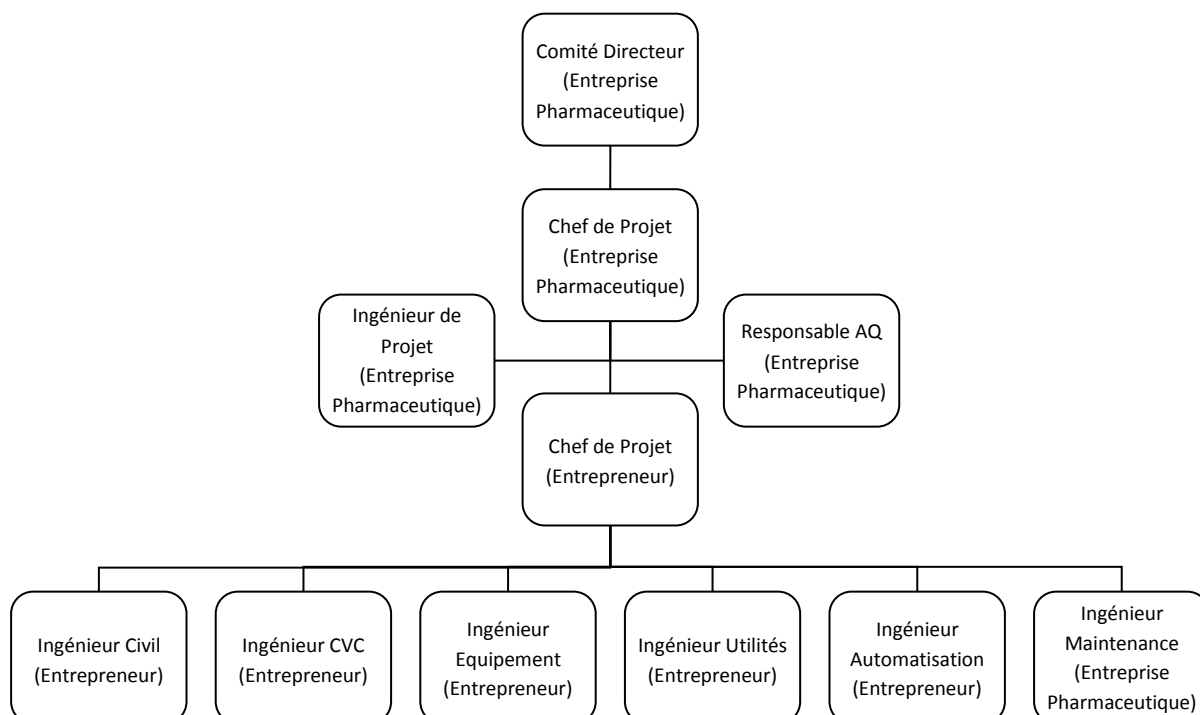 Comité Directeur
(Entreprise
Pharmaceutique)
Chef de Projet
(Entreprise
Pharmaceutique)
Ingénieur de
Projet
(Entreprise
Pharmaceutique)
Responsable AQ
(Entreprise
Pharmaceutique)
Chef de Projet
(Entrepreneur)
Ingénieur Civil
(Entrepreneur)
Ingénieur CVC
(Entrepreneur)
Ingénieur
Equipement
(Entrepreneur)
Ingénieur Utilités
(Entrepreneur)
Ingénieur
Automatisation
(Entrepreneur)
Ingénieur
Maintenance
(Entreprise
Pharmaceutique)